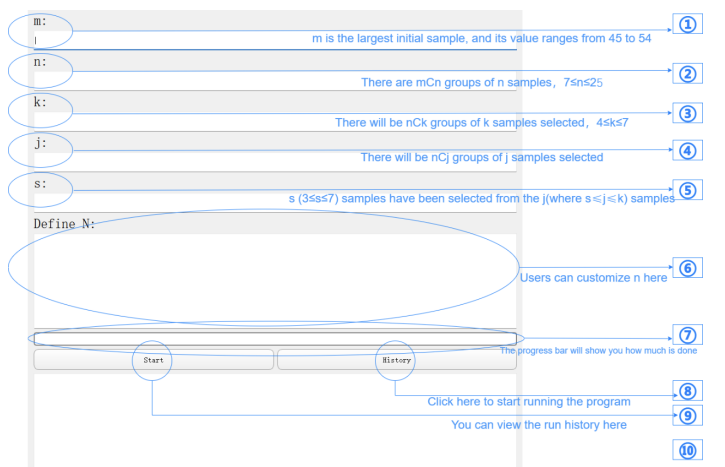 m:
①
m is the largest initial sample, and its value ranges from 45 to 54
n:
②
There are mCn groups of n samples, 7≤n≤25
k:
③
There will be nCk groups of k samples selected, 4≤k≤7
j:
④
There will be nCj groups of j samples selected
s:
⑤
s (3≤s≤7) samples have been selected from the j(where s≤j≤k) samples
Define N:
⑥
Users can customize n here
⑦
The progress bar will show you how much is done
Start
History
⑧
Click here to start running the program
⑨
You can view the run history here
⑩